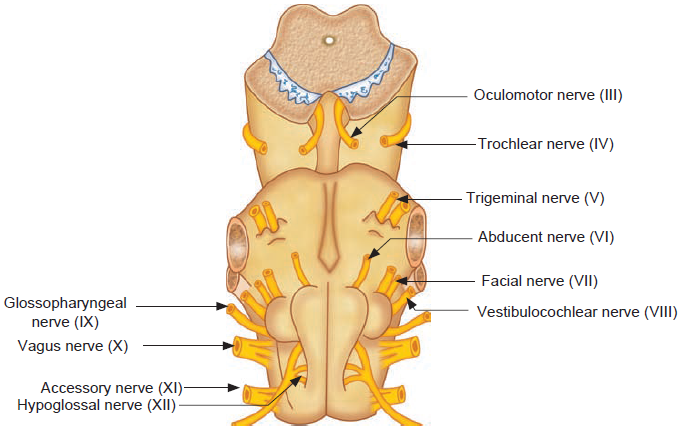 Oculomotor nerve (III)
Trochlear nerve (IV)
Trigeminal nerve (V)
Abducent nerve (VI)
Facial nerve (VII)
Vestibulocochlear nerve (VIII)
Glossopharyngeal
nerve (IX)
Vagus nerve (X)
Accessory nerve (XI)
Hypoglossal nerve (XII)